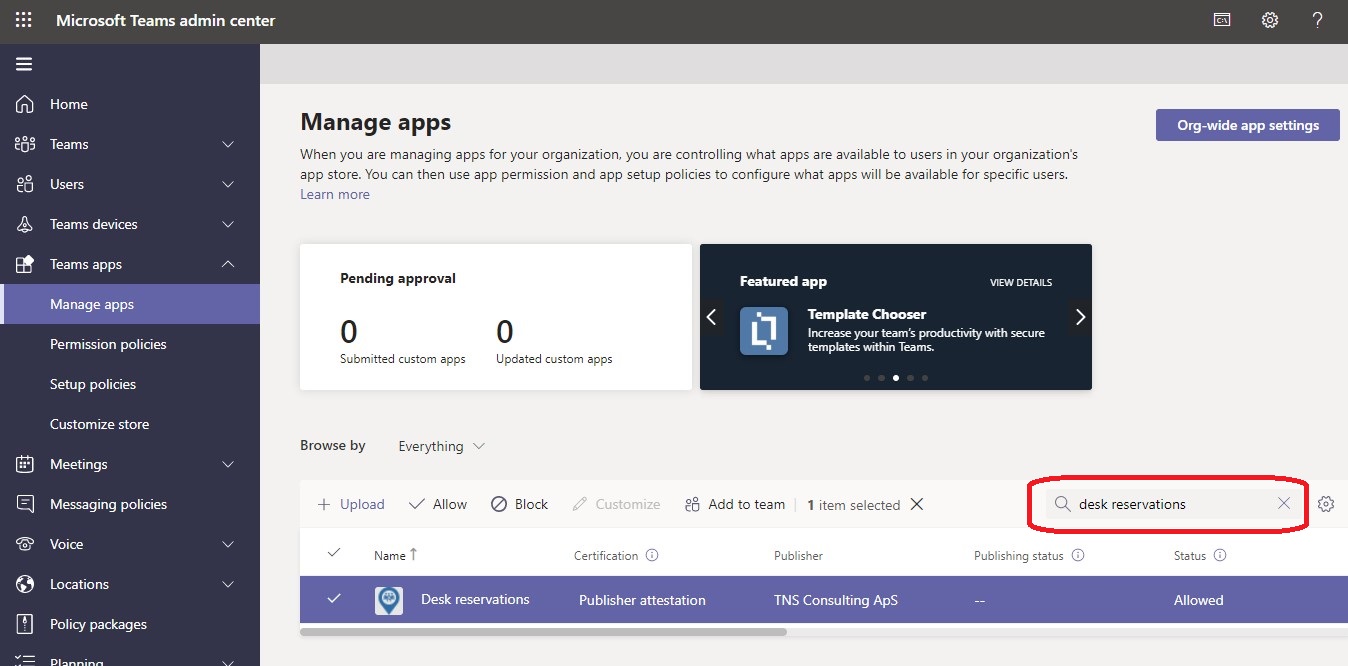 Microsoft Teams admin center
Home
Teams
Users
Teams devices
Teams apps
Manage apps
Permission policies
Setup policies
Customize store
Meetings
Messaging policies
Voice
Locations
Policy packages
Planning
Manage apps
Org-wide app settings
When you are managing apps for your organization, you are controlling what apps are available to users in your organization's
app store. You can then use app permission and app setup policies to configure what apps will be available for specific users.
Learn more
Pending approval
0 0
Submitted custom apps Updated custom apps
Featured app VIEW DETAILS
Template Chooser
Increase your team's productivity with secure
templates within Teams.
Browse by Everything
Upload Allow Block Customize Add to team 1 item selected desk reservations
Name ↑ Certification Publisher Publishing status Status
Desk reservations Publisher attestation TNS Consulting ApS -- Allowed